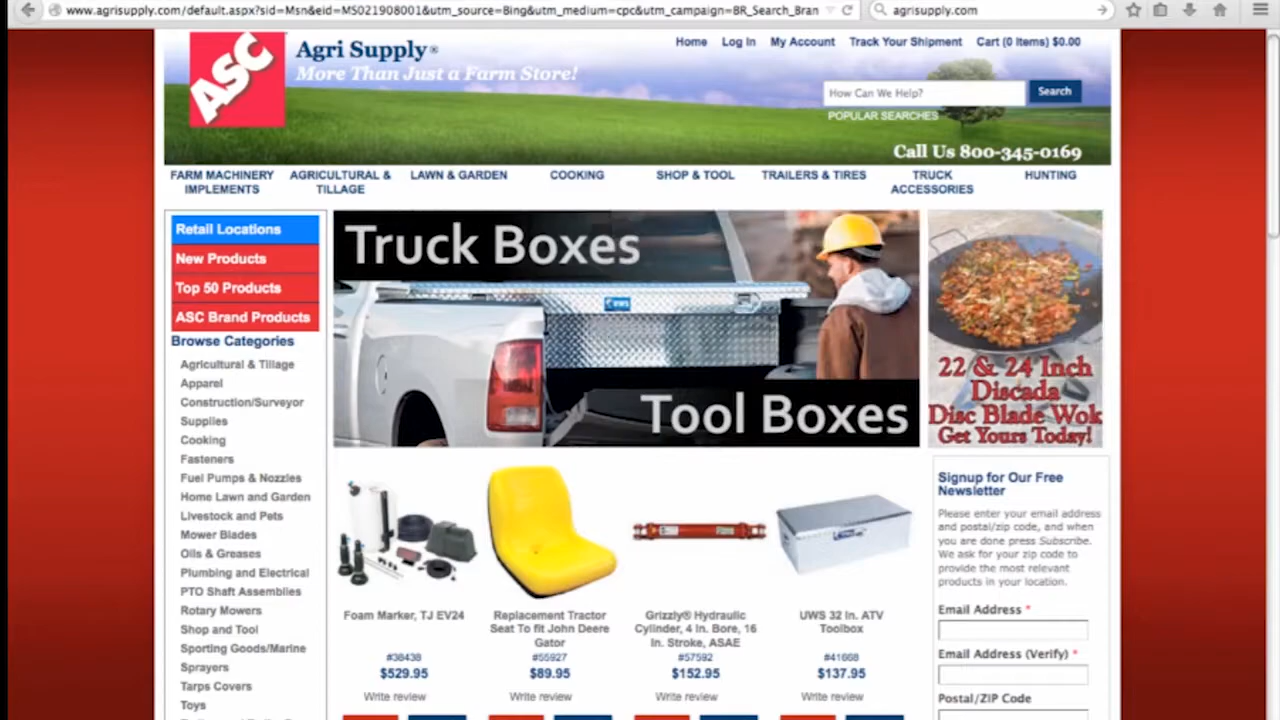 www.agrisupply.com/default.aspx?sid=Msn&eid=MS021908001&utm_source=Bing&utm_medium=cpc&utm_campaign=BR_Search_Bran
agrisupply.com
ASC
Agri Supply®
More Than Just a Farm Store!
Home Log In My Account Track Your Shipment Cart (0 Items) $0.00
How Can We Help? Search
POPULAR SEARCHES
Call Us 800-345-0169
FARM MACHINERY IMPLEMENTS
AGRICULTURAL & TILLAGE
LAWN & GARDEN
COOKING
SHOP & TOOL
TRAILERS & TIRES
TRUCK ACCESSORIES
HUNTING
Retail Locations
New Products
Top 50 Products
ASC Brand Products
Browse Categories
Agricultural & Tillage
Apparel
Construction/Surveyor
Supplies
Cooking
Fasteners
Fuel Pumps & Nozzles
Home Lawn and Garden
Livestock and Pets
Mower Blades
Oils & Greases
Plumbing and Electrical
PTO Shaft Assemblies
Rotary Mowers
Shop and Tool
Sporting Goods/Marine
Sprayers
Tarps Covers
Toys
Truck Boxes
UWS
Tool Boxes
22 & 24 Inch
Discada
Disc Blade Wok
Get Yours Today!
Foam Marker, TJ EV24
#38438
$529.95
Write review
Replacement Tractor
Seat To fit John Deere
Gator
#55927
$89.95
Write review
Grizzly® Hydraulic
Cylinder, 4 In. Bore, 16
In. Stroke, ASAE
#57592
$152.95
Write review
UWS 32 In. ATV
Toolbox
#41668
$137.95
Write review
Signup for Our Free
Newsletter
Please enter your email address
and postal/zip code, and when
you are done press Subscribe.
We ask for your zip code to
provide the most relevant
products in your location.
Email Address *
Email Address (Verify) *
Postal/ZIP Code